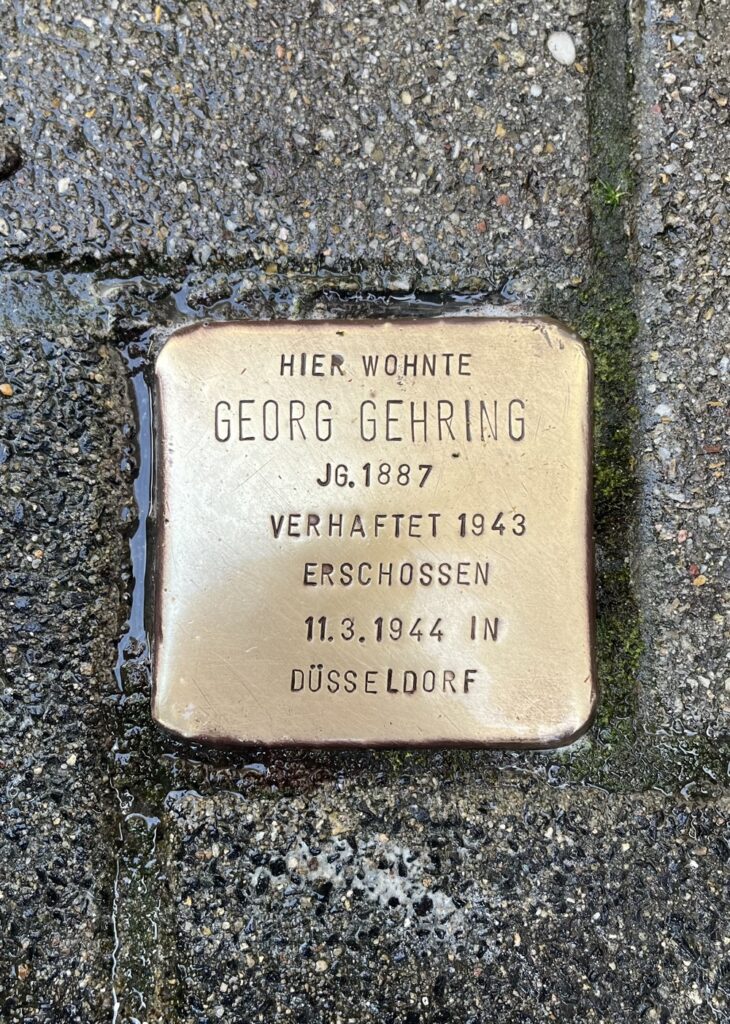 HIER WOHNTE
GEORG GEHRING
JG. 1887
VERHAFTET 1943
ERSCHOSSEN
11.3.1944 IN
DÜSSELDORF